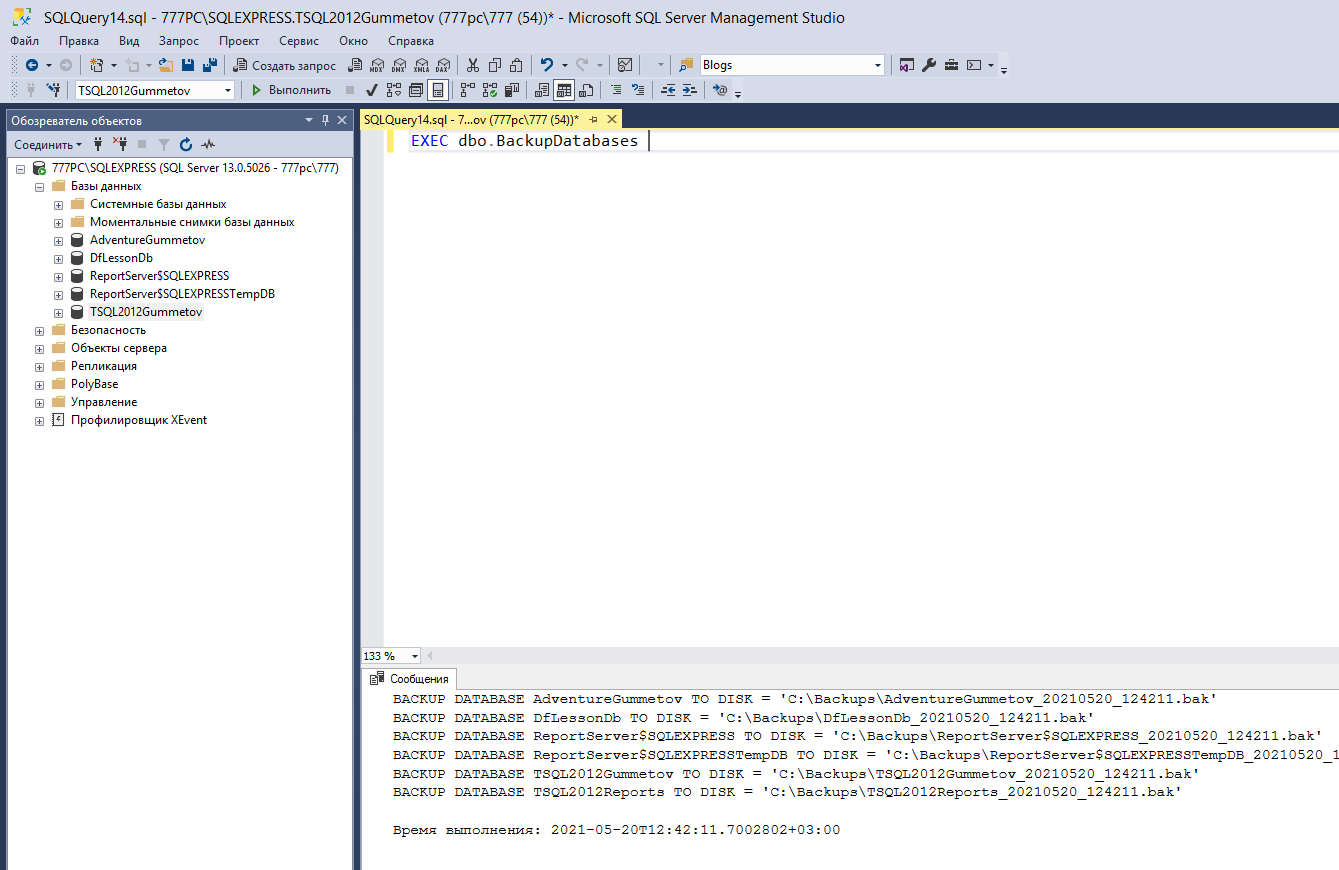 SQLQuery14.sql - 777PC\SQLEXPRESS.TSQL2012Gummetov (777pc\777 (54))* - Microsoft SQL Server Management Studio
Файл Правка Вид Запрос Проект Сервис Окно Справка
Создать запрос MDX DMX XMLA DAX Blogs
TSQL2012Gummetov Выполнить
Обозреватель объектов
Соединить
777PC\SQLEXPRESS (SQL Server 13.0.5026 - 777pc\777)
Базы данных
Системные базы данных
Моментальные снимки базы данных
AdventureGummetov
DfLessonDb
ReportServer$SQLEXPRESS
ReportServer$SQLEXPRESSTempDB
TSQL2012Gummetov
Безопасность
Объекты сервера
Репликация
PolyBase
Управление
Профилировщик XEvent
SQLQuery14.sql - 7...ov (777pc\777 (54))*
EXEC dbo.BackupDatabases
133 %
Сообщения
BACKUP DATABASE AdventureGummetov TO DISK = 'C:\Backups\AdventureGummetov_20210520_124211.bak'
BACKUP DATABASE DfLessonDb TO DISK = 'C:\Backups\DfLessonDb_20210520_124211.bak'
BACKUP DATABASE ReportServer$SQLEXPRESS TO DISK = 'C:\Backups\ReportServer$SQLEXPRESS_20210520_124211.bak'
BACKUP DATABASE ReportServer$SQLEXPRESSTempDB TO DISK = 'C:\Backups\ReportServer$SQLEXPRESSTempDB_20210520_1
BACKUP DATABASE TSQL2012Gummetov TO DISK = 'C:\Backups\TSQL2012Gummetov_20210520_124211.bak'
BACKUP DATABASE TSQL2012Reports TO DISK = 'C:\Backups\TSQL2012Reports_20210520_124211.bak'
Время выполнения: 2021-05-20T12:42:11.7002802+03:00